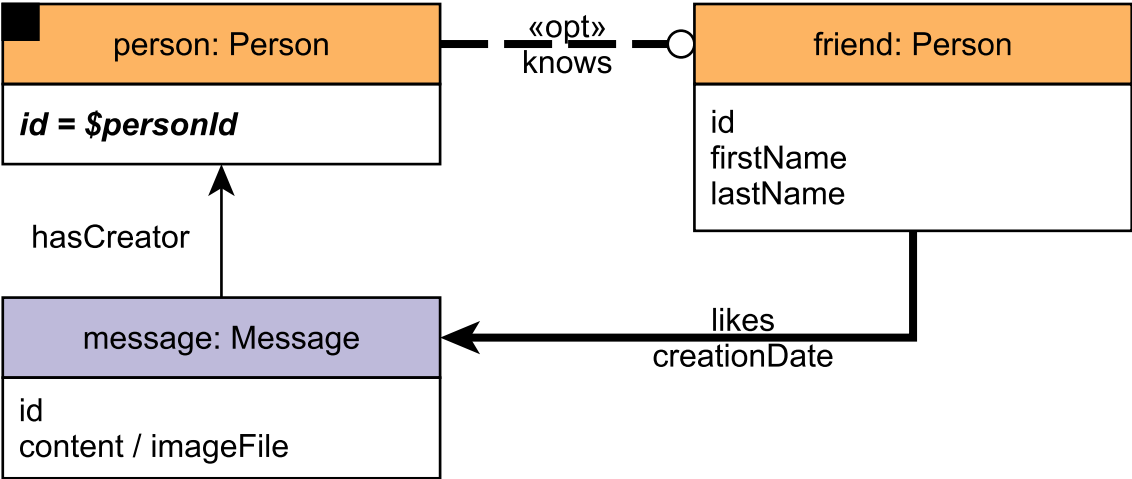 person: Person
id = $personId
«opt»
knows
friend: Person
id
firstName
lastName
hasCreator
likes
creationDate
message: Message
id
content / imageFile